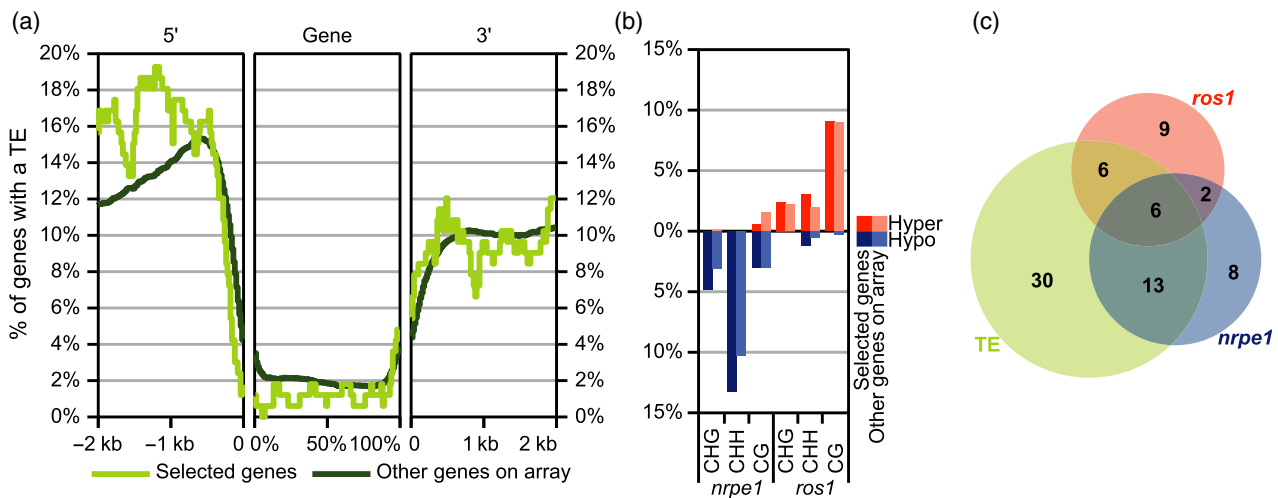 (a)
5'
Gene
3'
% of genes with a TE
20%
18%
16%
14%
12%
10%
8%
6%
4%
2%
0%
20%
18%
16%
14%
12%
10%
8%
6%
4%
2%
0%
−2 kb
−1 kb
0
0%
50%
100%
0
1 kb
2 kb
Selected genes
Other genes on array
(b)
15%
10%
5%
0%
5%
10%
15%
CHG
CHH
CG
CHG
CHH
CG
nrpe1
ros1
Hyper
Hypo
Selected genes
Other genes on array
(c)
ros1
9
6
2
6
30
13
8
TE
nrpe1